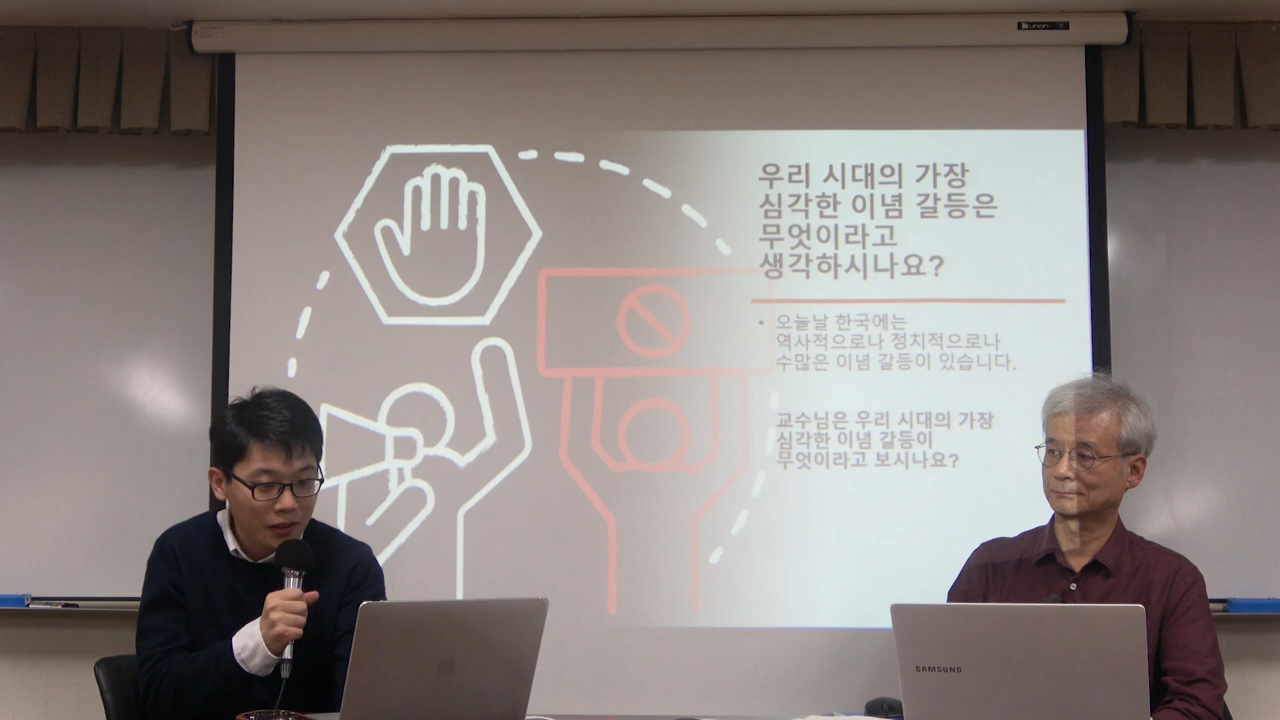 우리 시대의 가장
심각한 이념 갈등은
무엇이라고
생각하시나요?
• 오늘날 한국에는
역사적으로나 정치적으로나
수많은 이념 갈등이 있습니다.
교수님은 우리 시대의 가장
심각한 이념 갈등이
무엇이라고 보시나요?
SAMSUNG